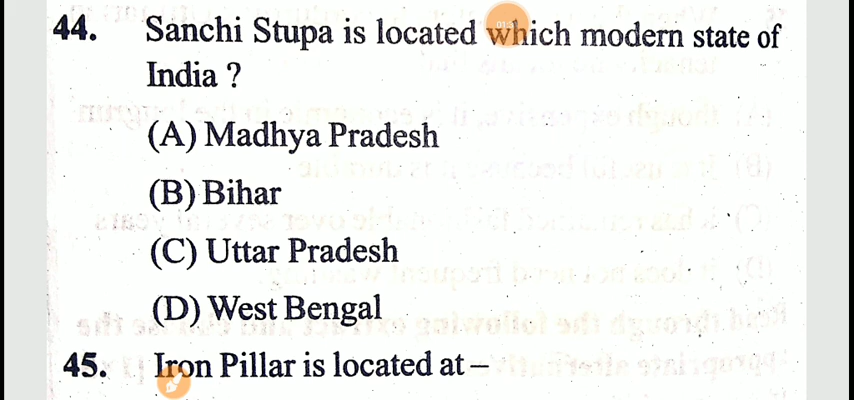 44. Sanchi Stupa is located which modern state of
India ?
(A) Madhya Pradesh
(B) Bihar
(C) Uttar Pradesh
(D) West Bengal
45. Iron Pillar is located at –